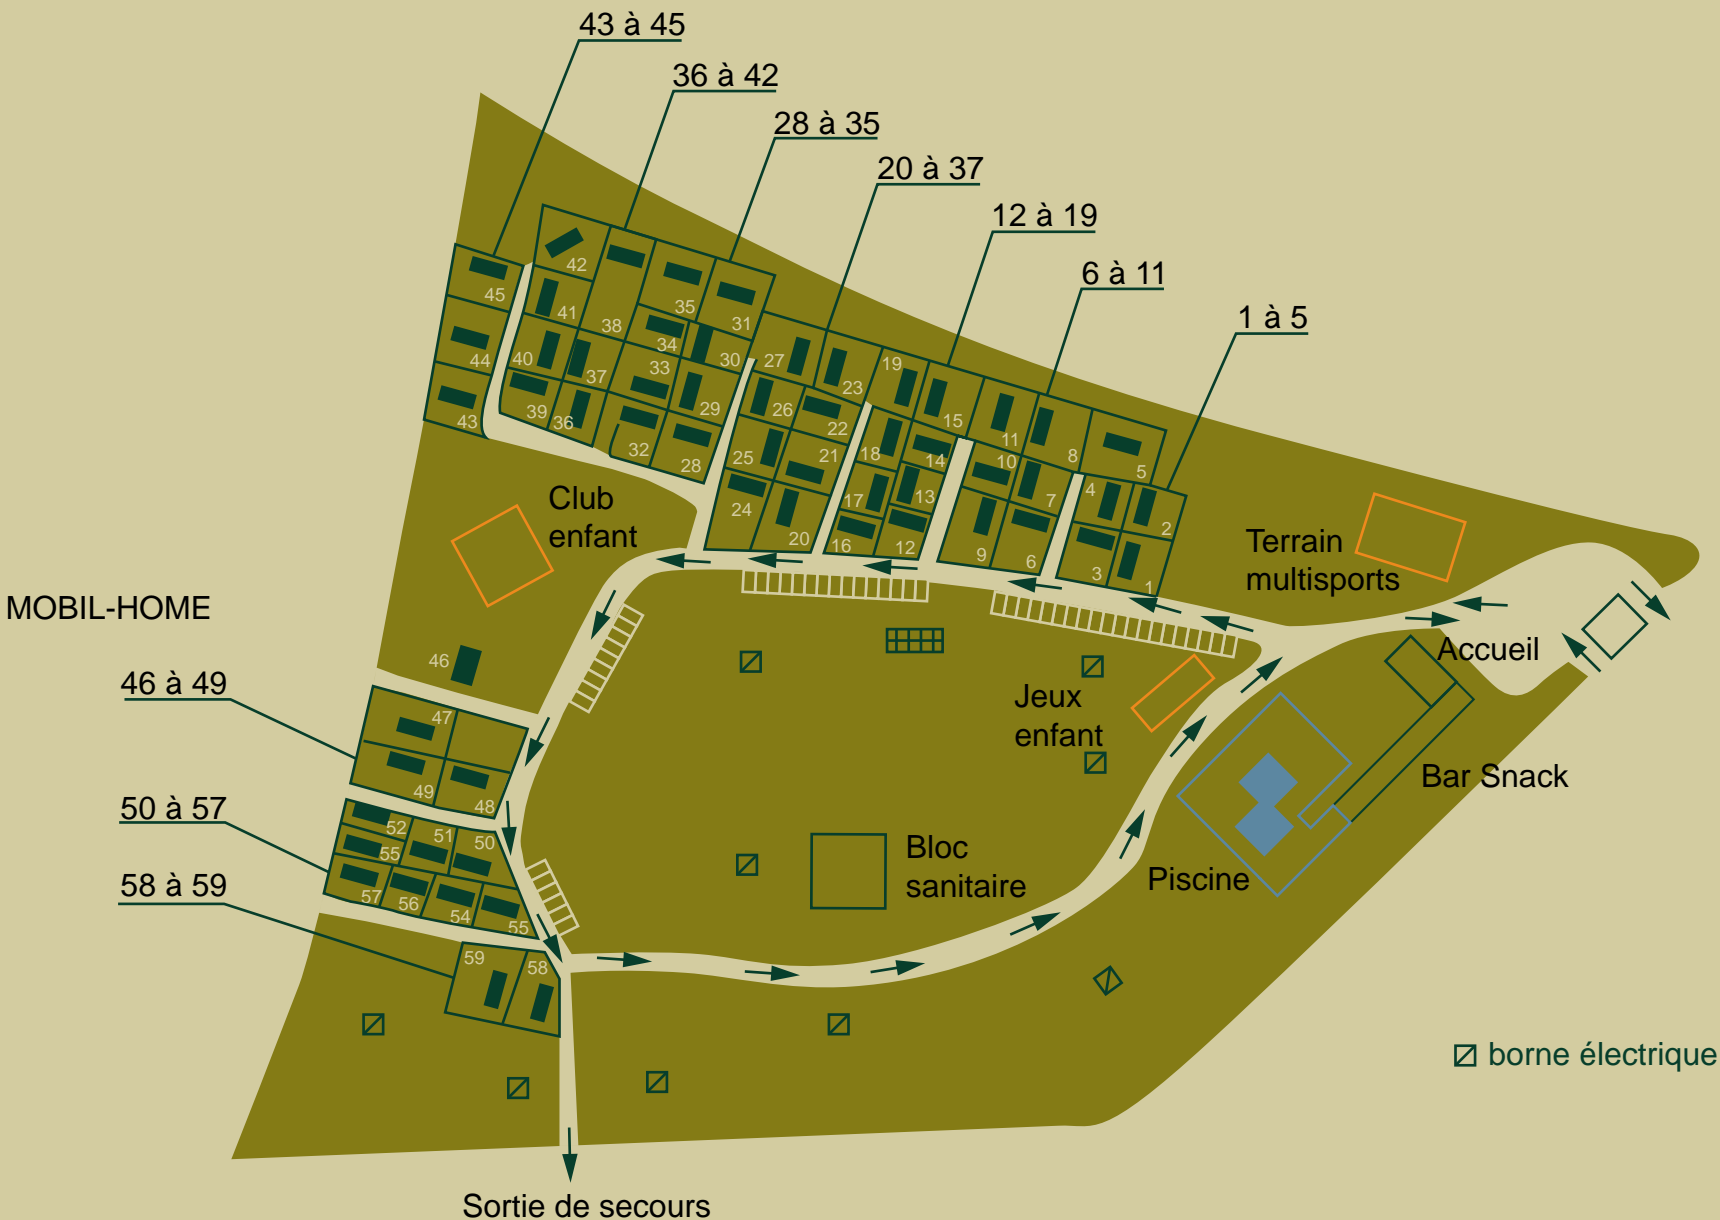 43 à 45
36 à 42
28 à 35
20 à 37
12 à 19
6 à 11
1 à 5
42
45
41
38
35
31
44
40
37
34
33
30
27
23
19
15
43
39
36
32
29
28
26
22
25
21
24
20
18
14
17
13
16
12
11
10
8
7
9
6
5
4
2
3
1
Club
enfant
Terrain
multisports
MOBIL-HOME
46
46 à 49
47
49
48
Jeux
enfant
Accueil
Bar Snack
50 à 57
52
51
50
55
57
56
54
55
Bloc
sanitaire
Piscine
58 à 59
59
58
borne électrique
Sortie de secours